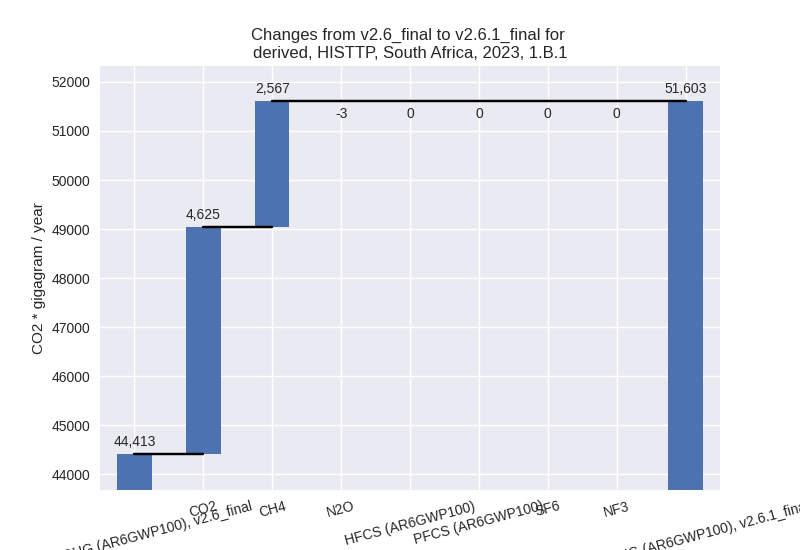 Changes from v2.6_final to v2.6.1_final for
derived, HISTTP, South Africa, 2023, 1.B.1
CO2 * gigagram / year
52000
51000
50000
49000
48000
47000
46000
45000
44000
44,413
4,625
2,567
-3
0
0
0
0
51,603
(AR6GWP100), v2.6_final
CO2
CH4
N2O
HFCS (AR6GWP100)
PFCS (AR6GWP100)
SF6
NF3
(AR6GWP100), v2.6.1_fina